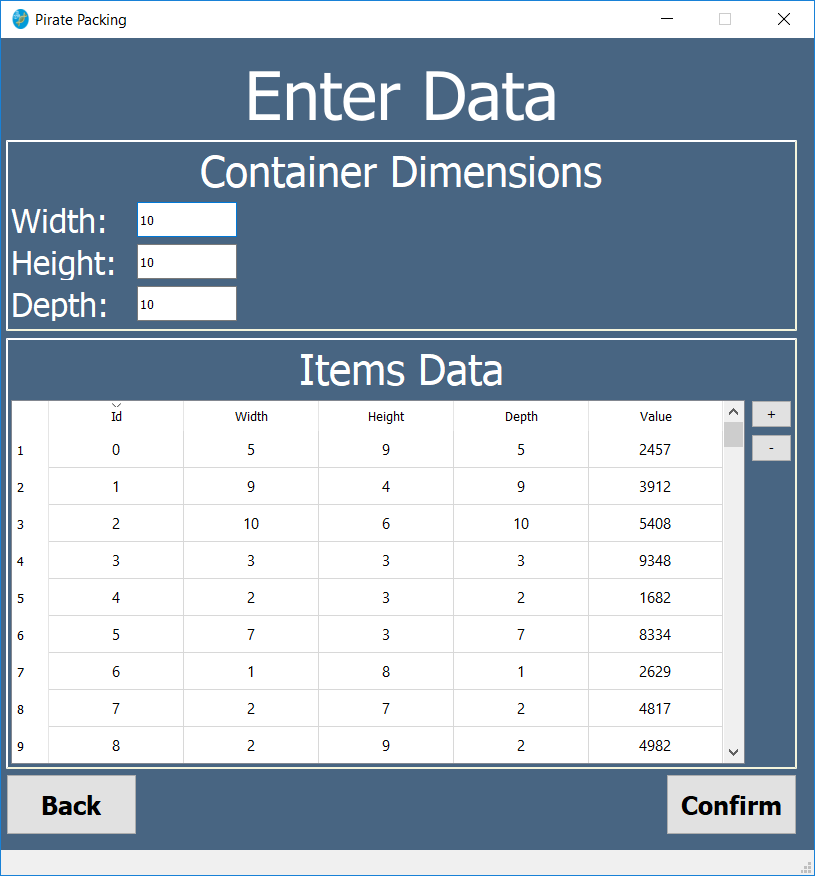 Pirate Packing
Enter Data
Container Dimensions
Width: 10
Height: 10
Depth: 10
Items Data
Id Width Height Depth Value
1 0 5 9 5 2457
2 1 9 4 9 3912
3 2 10 6 10 5408
4 3 3 3 3 9348
5 4 2 3 2 1682
6 5 7 3 7 8334
7 6 1 8 1 2629
8 7 2 7 2 4817
9 8 2 9 2 4982
+
-
Back Confirm